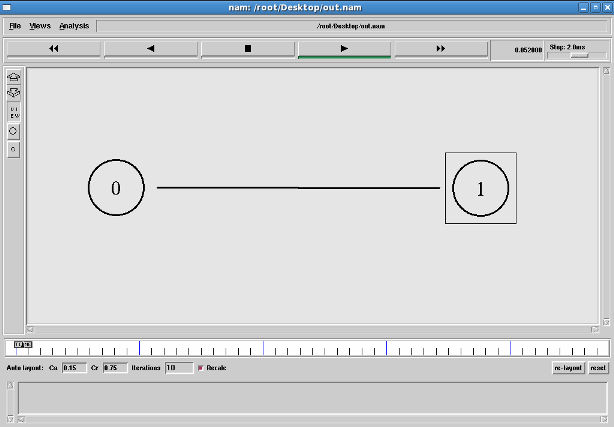 nam: /root/Desktop/out.nam
File Views Analysis /root/Desktop/out.nam
0.052000 Step: 2.0ms
0 1
Auto layout: Ca 0.15 Cr 0.75 Iterations 10 Recalc re-layout reset